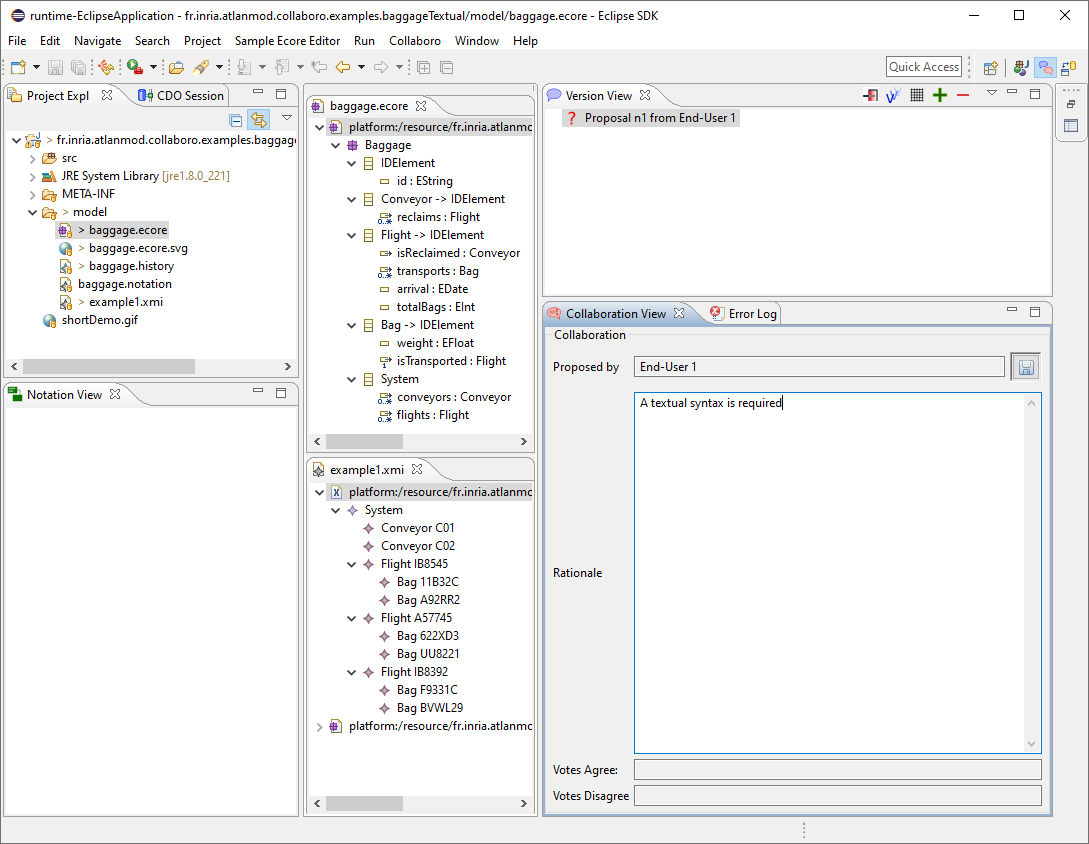 runtime-EclipseApplication - fr.inria.atlanmod.collaboro.examples.baggageTextual/model/baggage.ecore - Eclipse SDK
File Edit Navigate Search Project Sample Ecore Editor Run Collaboro Window Help
Quick Access
Project Expl
CDO Session
> fr.inria.atlanmod.collaboro.examples.baggage
src
JRE System Library [jre1.8.0_221]
META-INF
> model
> baggage.ecore
> baggage.ecore.svg
> baggage.history
baggage.notation
> example1.xmi
shortDemo.gif
Notation View
baggage.ecore
platform:/resource/fr.inria.atlanmo
Baggage
IDElement
id : EString
Conveyor -> IDElement
reclaims : Flight
Flight -> IDElement
isReclaimed : Conveyor
transports : Bag
arrival : EDate
totalBags : EInt
Bag -> IDElement
weight : EFloat
isTransported : Flight
System
conveyors : Conveyor
flights : Flight
example1.xmi
platform:/resource/fr.inria.atlanmo
System
Conveyor C01
Conveyor C02
Flight IB8545
Bag 11B32C
Bag A92RR2
Flight A57745
Bag 622XD3
Bag UU8221
Flight IB8392
Bag F9331C
Bag BVWL29
platform:/resource/fr.inria.atlanmo
Version View
Proposal n1 from End-User 1
Collaboration View
Error Log
Collaboration
Proposed by
End-User 1
A textual syntax is required
Rationale
Votes Agree:
Votes Disagree